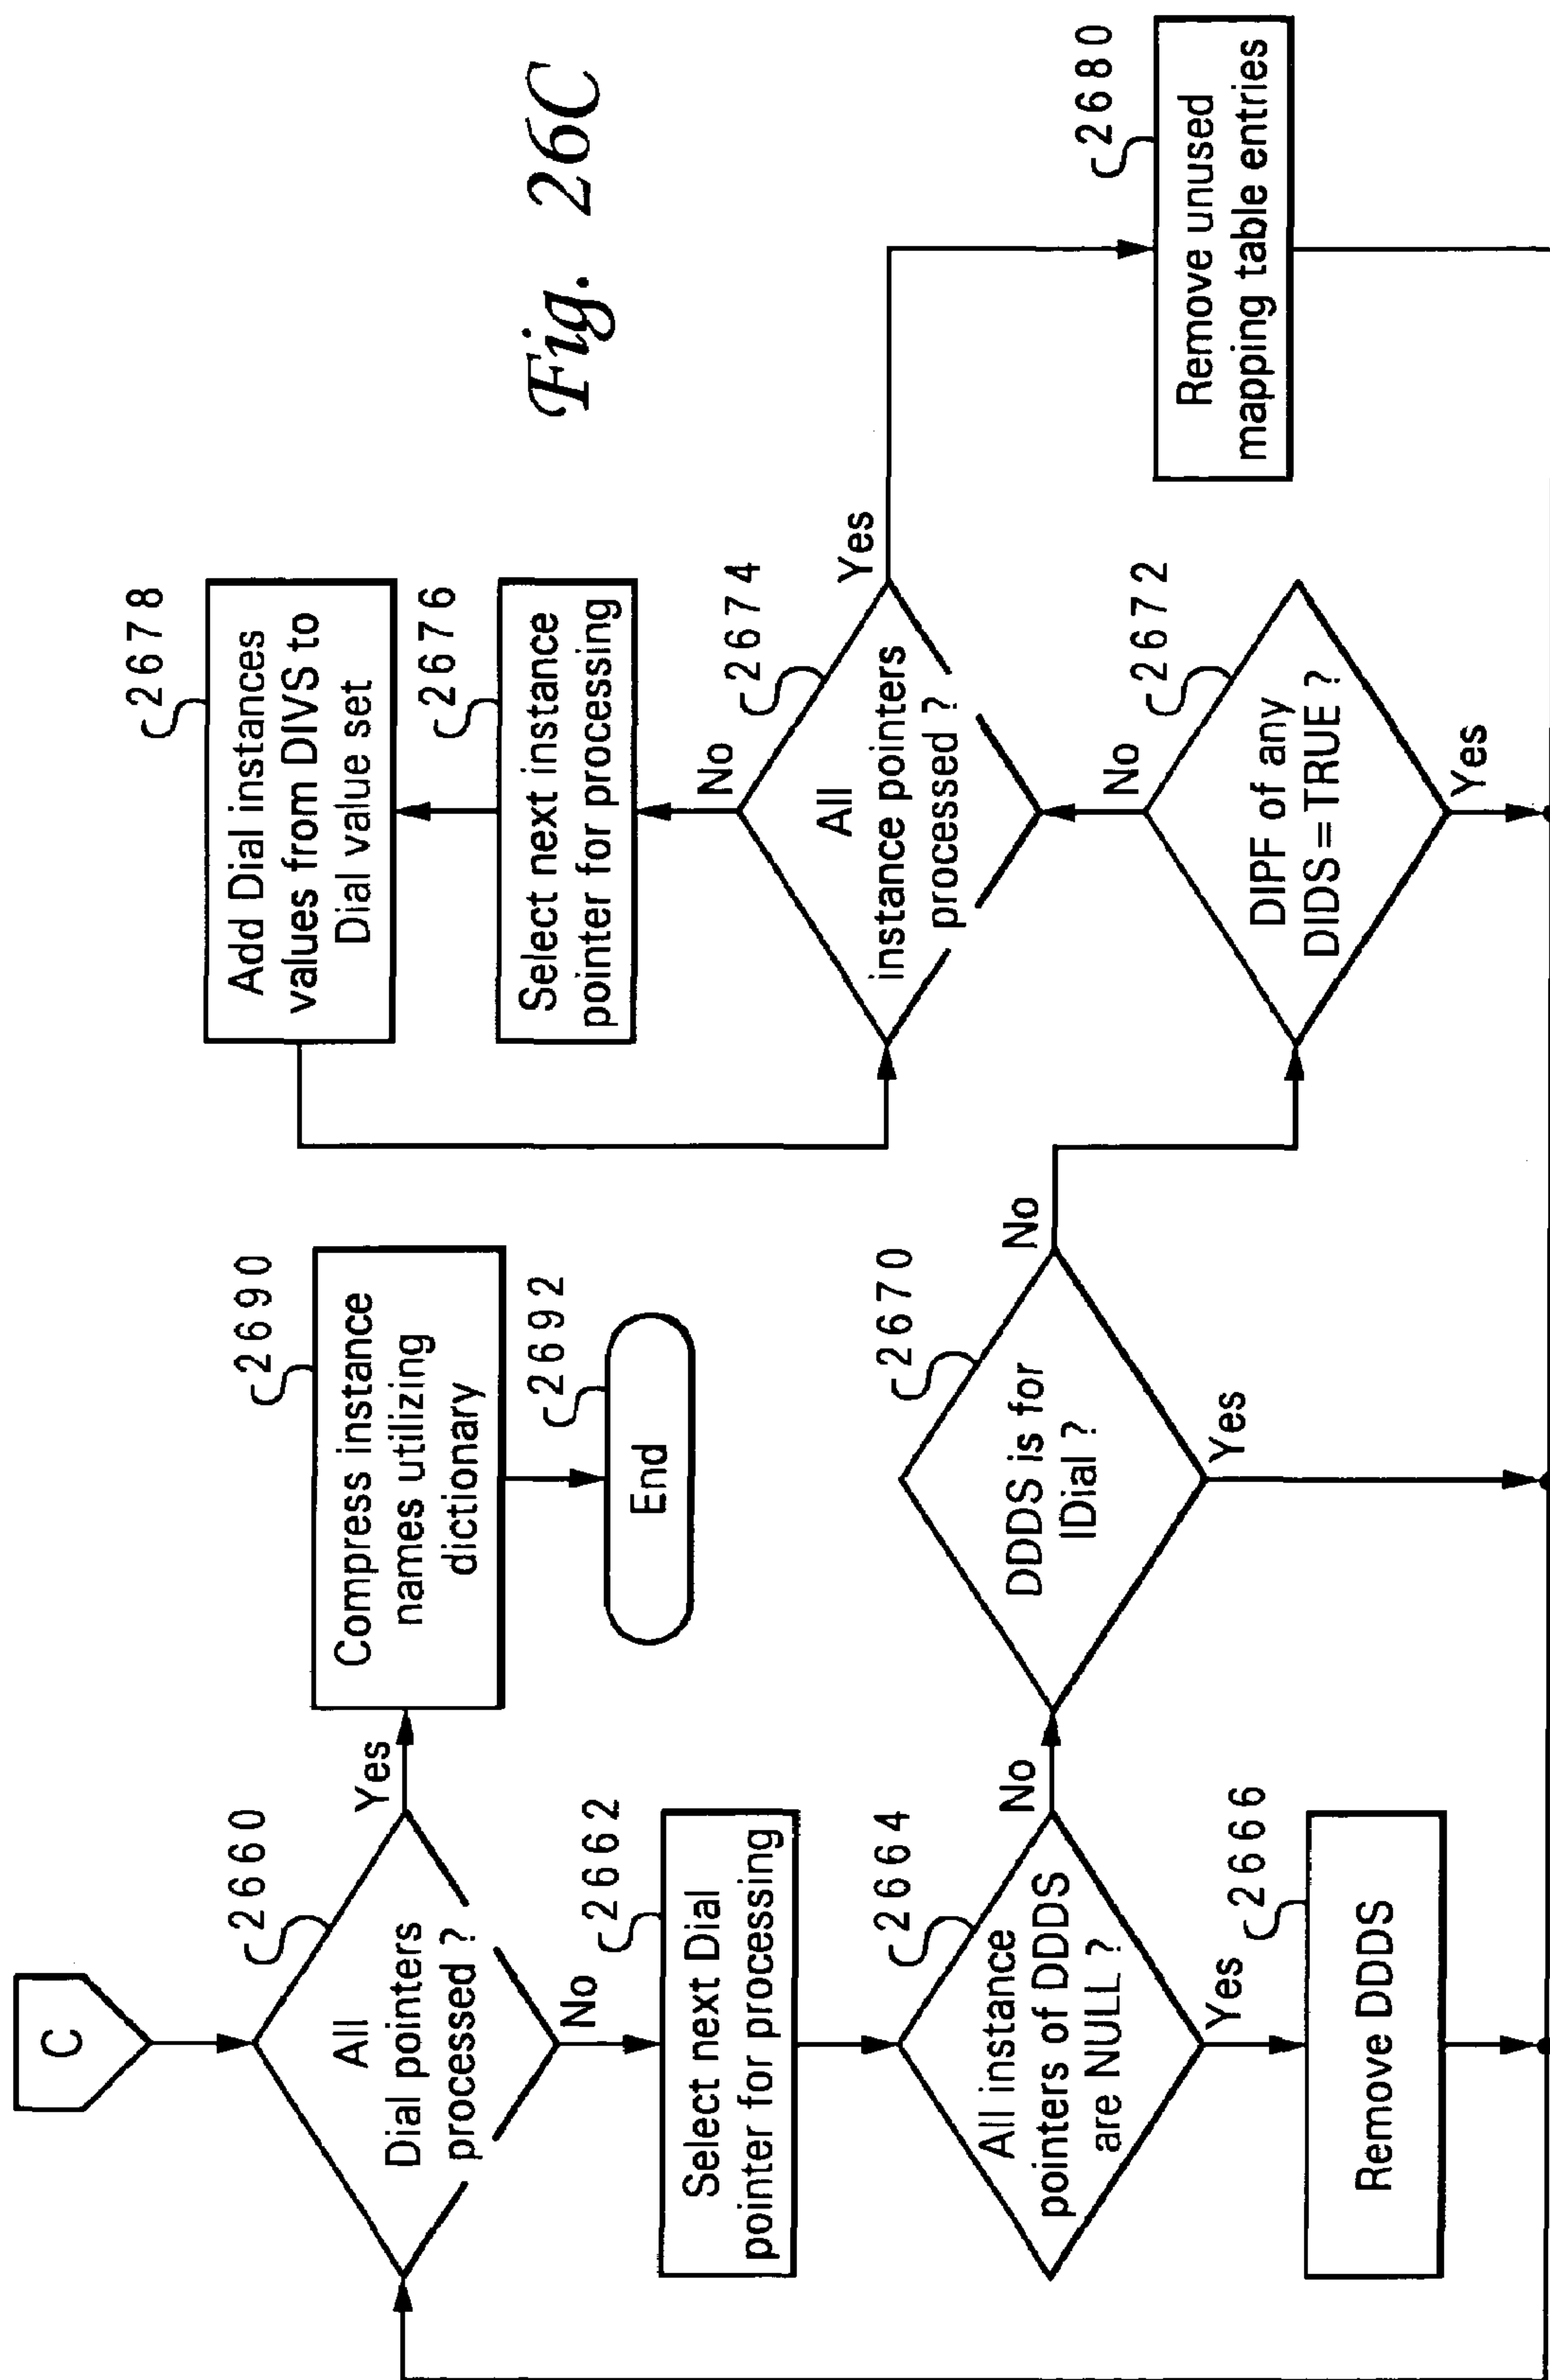 C
2660
All
Dial pointers
processed ?
Yes
No
2690
Compress instance
names utilizing
dictionary
2692
End
2662
Select next Dial
pointer for processing
2664
All instance
pointers of DDDS
are NULL ?
No
Yes
2666
Remove DDDS
2670
DDDS is for
IDial ?
No
Yes
2678
Add Dial instances
values from DIVS to
Dial value set
2676
Select next instance
pointer for processing
No
2674
All
instance pointers
processed ?
Yes
No
2672
DIPF of any
DIDS=TRUE ?
Yes
2680
Remove unused
mapping table entries
Fig. 26C